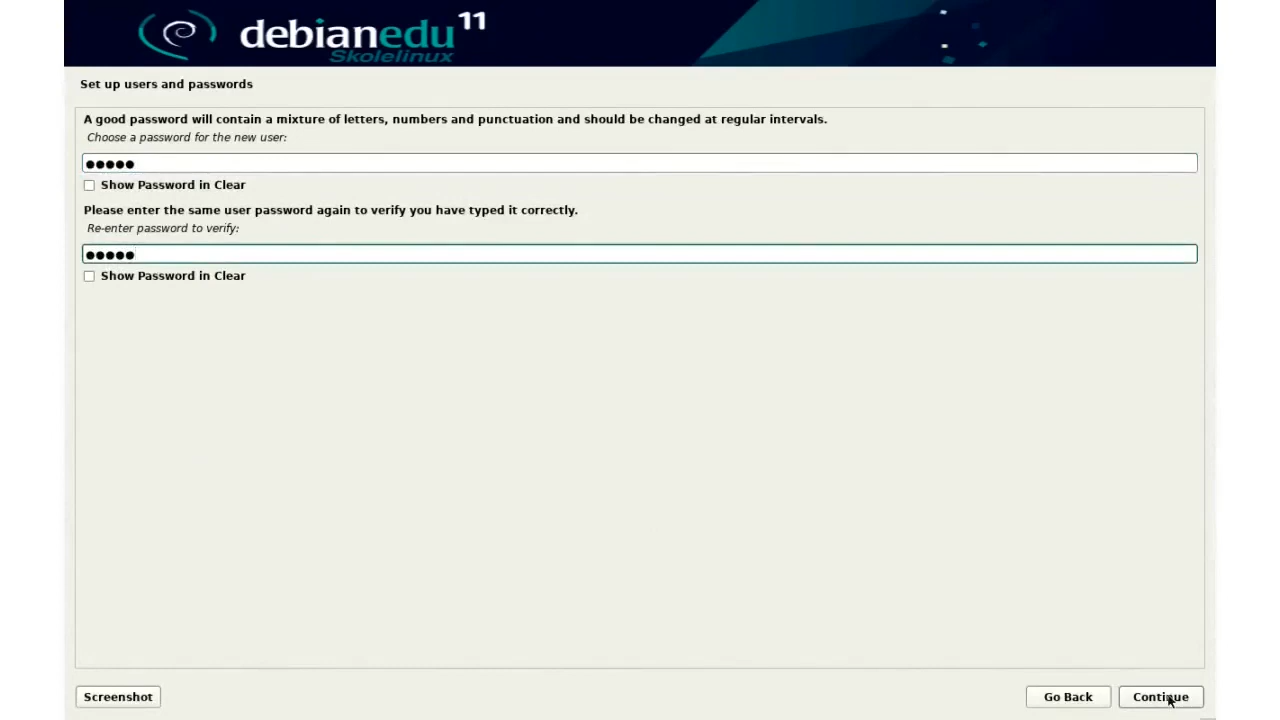 debianedu 11
Skolelinux
Set up users and passwords
A good password will contain a mixture of letters, numbers and punctuation and should be changed at regular intervals.
Choose a password for the new user:
●●●●●
Show Password in Clear
Please enter the same user password again to verify you have typed it correctly.
Re-enter password to verify:
●●●●●
Show Password in Clear
Screenshot
Go Back
Continue